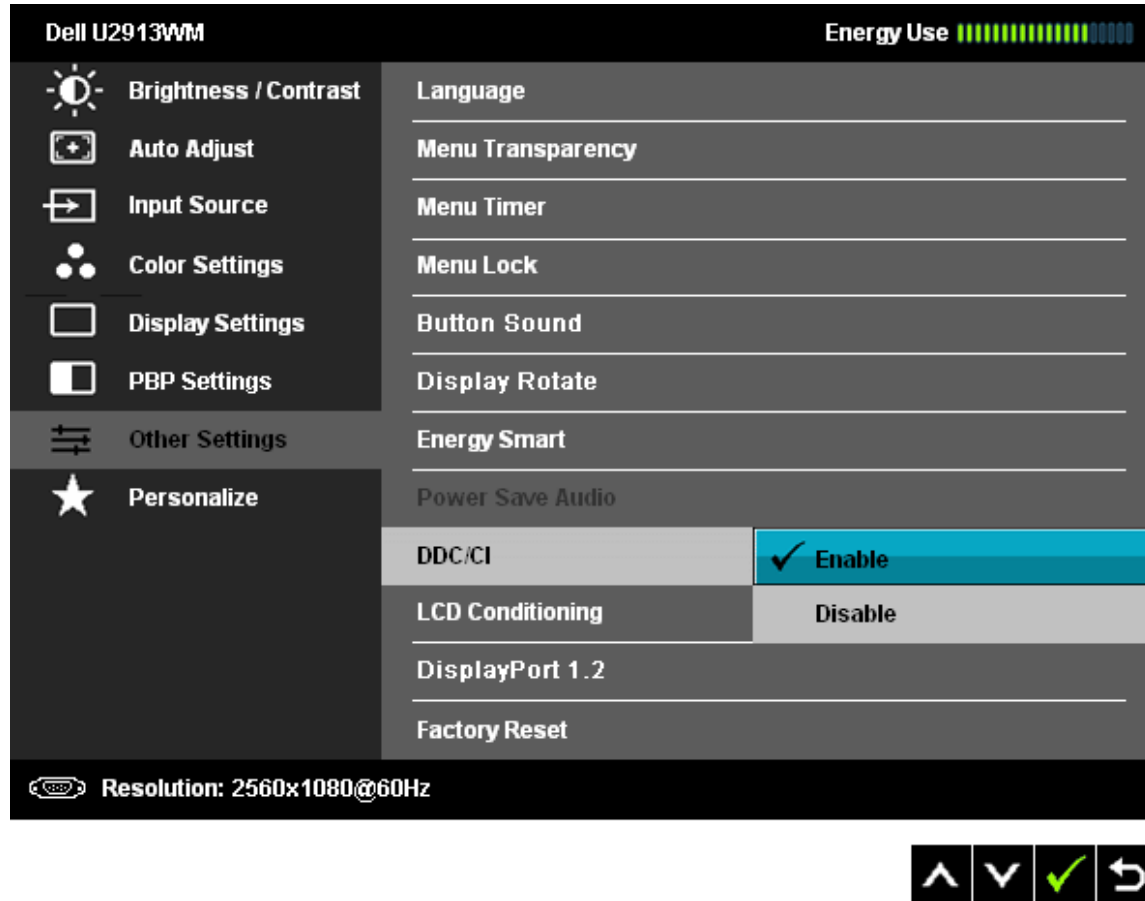 Dell U2913WM
Energy Use
Brightness / Contrast
Auto Adjust
Input Source
Color Settings
Display Settings
PBP Settings
Other Settings
Personalize
Language
Menu Transparency
Menu Timer
Menu Lock
Button Sound
Display Rotate
Energy Smart
Power Save Audio
DDC/CI
Enable
Disable
LCD Conditioning
DisplayPort 1.2
Factory Reset
Resolution: 2560x1080@60Hz